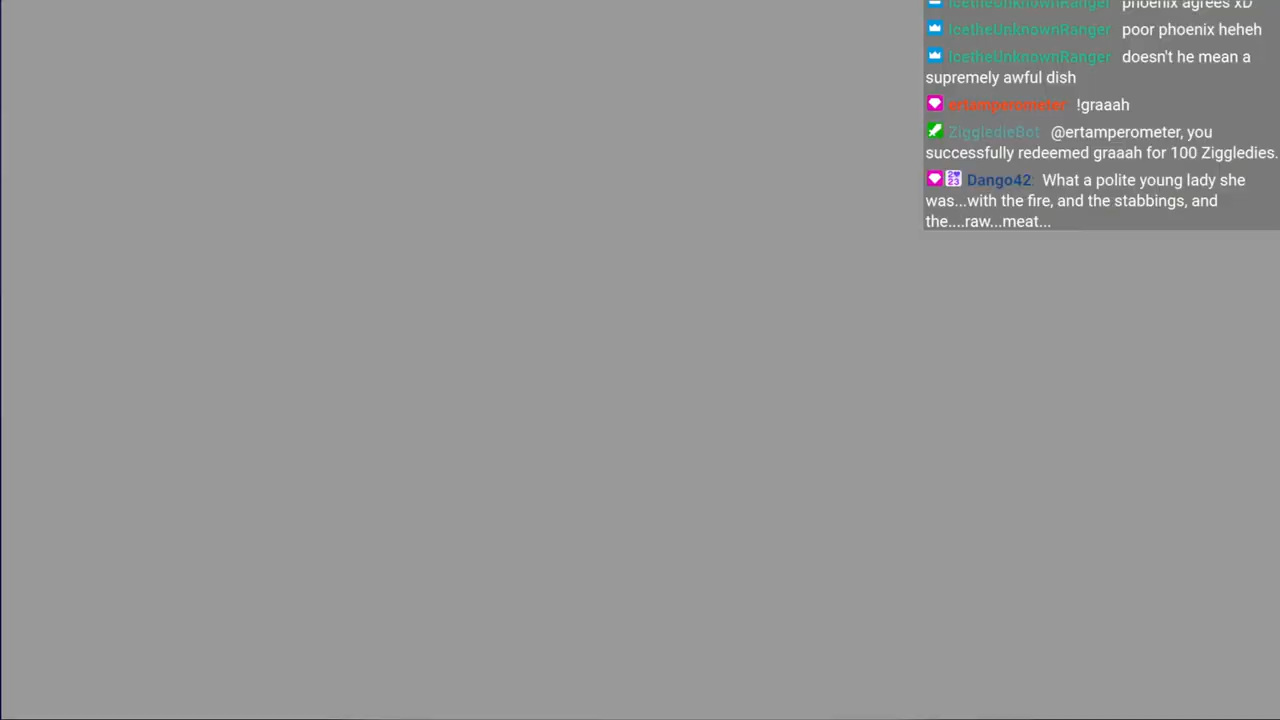 IcetheUnknownRanger phoenix agrees xD
IcetheUnknownRanger poor phoenix heheh
IcetheUnknownRanger doesn't he mean a
supremely awful dish
ertamperometer !graaah
ZiggledieBot @ertamperometer, you
successfully redeemed graaah for 100 Ziggledies.
Dango42: What a polite young lady she
was...with the fire, and the stabbings, and
the....raw...meat...